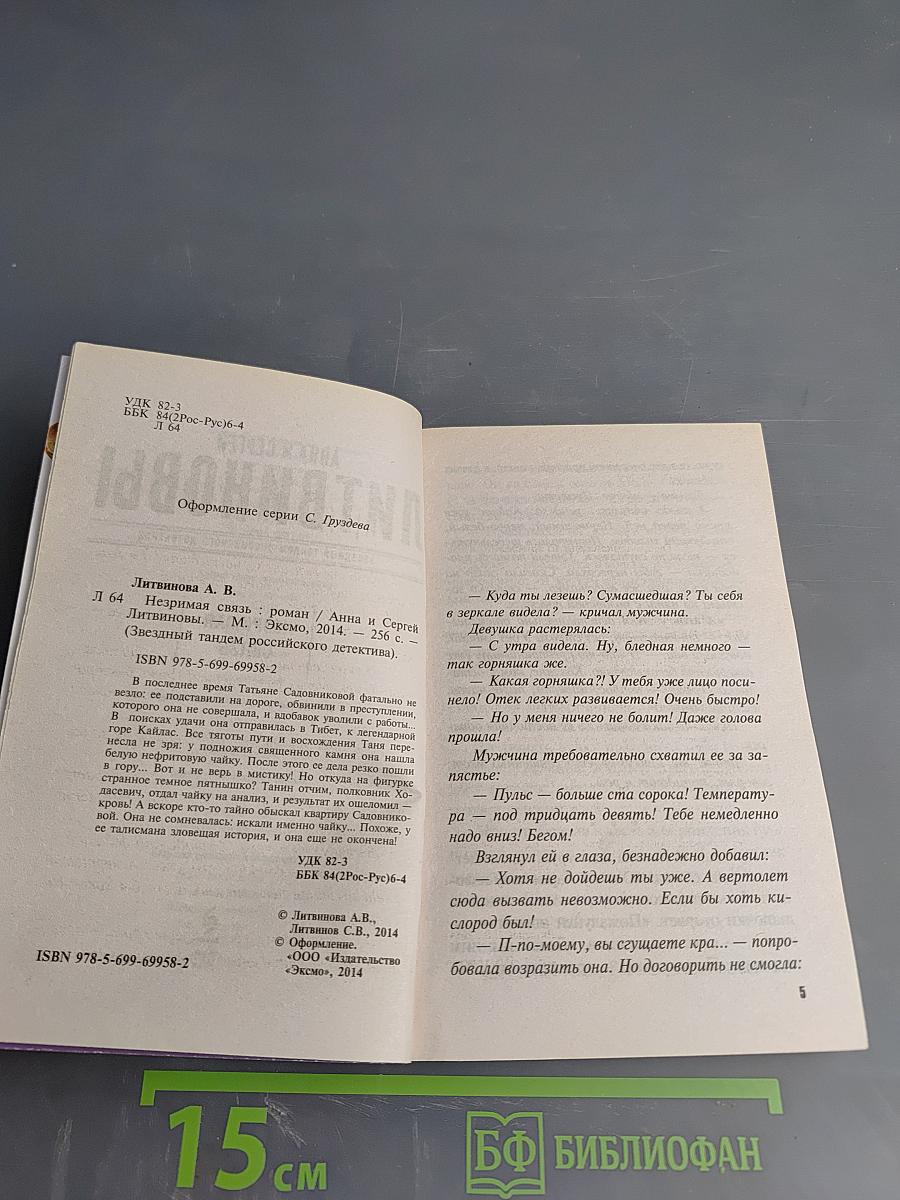 УДК 82-3
ББК 84(2Рос-Рус)6-4
Л 64
Оформление серии С. Груздева
Литвинова А. В.
Л 64 Незримая связь : роман / Анна и Сергей
Литвиновы. — М. : Эксмо, 2014. — 256 с. —
(Звездный тандем российского детектива).
ISBN 978-5-699-69958-2
В последнее время Татьяне Садовниковой фатально не
везло: ее подставили на дороге, обвинили в преступлении,
которого она не совершала, и вдобавок уволили с работы...
В поисках удачи она отправилась в Тибет, к легендарной
горе Кайлас. Все тяготы пути и восхождения Таня пере-
несла не зря: у подножия священного камня она нашла
белую нефритовую чайку. После этого ее дела резко пошли
в гору... Вот и не верь в мистику! Но откуда на фигурке
странное темное пятнышко? Танин отчим, полковник Хо-
дасевич, отдал чайку на анализ, и результат их ошеломил —
кровь! А вскоре кто-то тайно обыскал квартиру Садовнико-
вой. Она не сомневалась: искали именно чайку... Похоже, у
ее талисмана зловещая история, и она еще не окончена!
УДК 82-3
ББК 84(2Рос-Рус)6-4
© Литвинова А.В.,
Литвинов С.В., 2014
© Оформление.
«ООО «Издательство
«Эксмо», 2014
ISBN 978-5-699-69958-2
— Куда ты лезешь? Сумасшедшая? Ты себя
в зеркале видела? — кричал мужчина.
Девушка растерялась:
— С утра видела. Ну, бледная немного —
так горняшка же.
— Какая горняшка?! У тебя уже лицо поси-
нело! Отек легких развивается! Очень быстро!
— Но у меня ничего не болит! Даже голова
прошла!
Мужчина требовательно схватил ее за за-
пястье:
— Пульс — больше ста сорока! Температу-
ра — под тридцать девять! Тебе немедленно
надо вниз! Бегом!
Взглянул ей в глаза, безнадежно добавил:
— Хотя не дойдешь ты уже. А вертолет
сюда вызвать невозможно. Если бы хоть ки-
слород был!
— П-по-моему, вы сгущаете кра... — попро-
бовала возразить она. Но договорить не смогла:
5
15 см
БФ БИБЛИОФАН